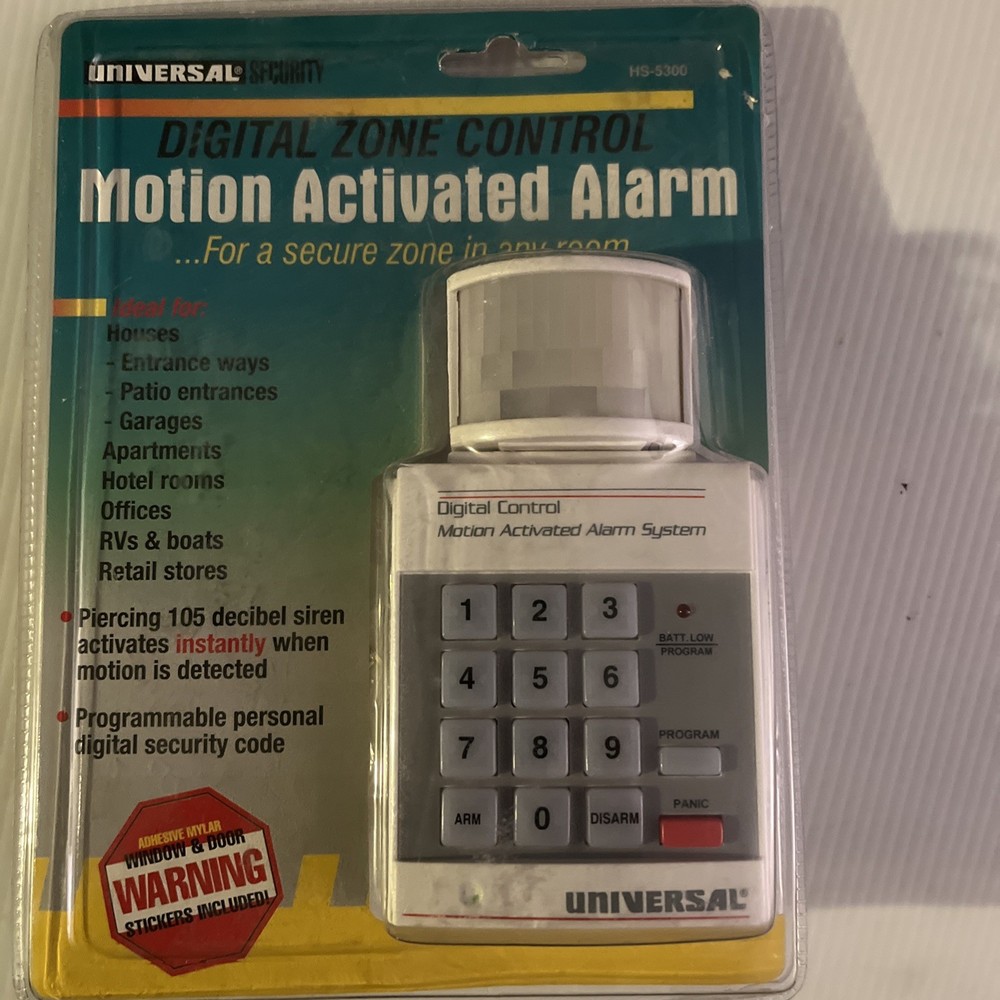 UNIVERSAL® SECURITY
HS-5300
DIGITAL ZONE CONTROL
Motion Activated Alarm
...For a secure zone in any room
Ideal for:
Houses
- Entrance ways
- Patio entrances
- Garages
Apartments
Hotel rooms
Offices
RVs & boats
Retail stores
• Piercing 105 decibel siren
activates instantly when
motion is detected
• Programmable personal
digital security code
ADHESIVE MYLAR
WINDOW & DOOR
WARNING
STICKERS INCLUDED!
Digital Control
Motion Activated Alarm System
1 2 3
BATT. LOW
PROGRAM
4 5 6
7 8 9
PROGRAM
ARM 0 DISARM
PANIC
UNIVERSAL®